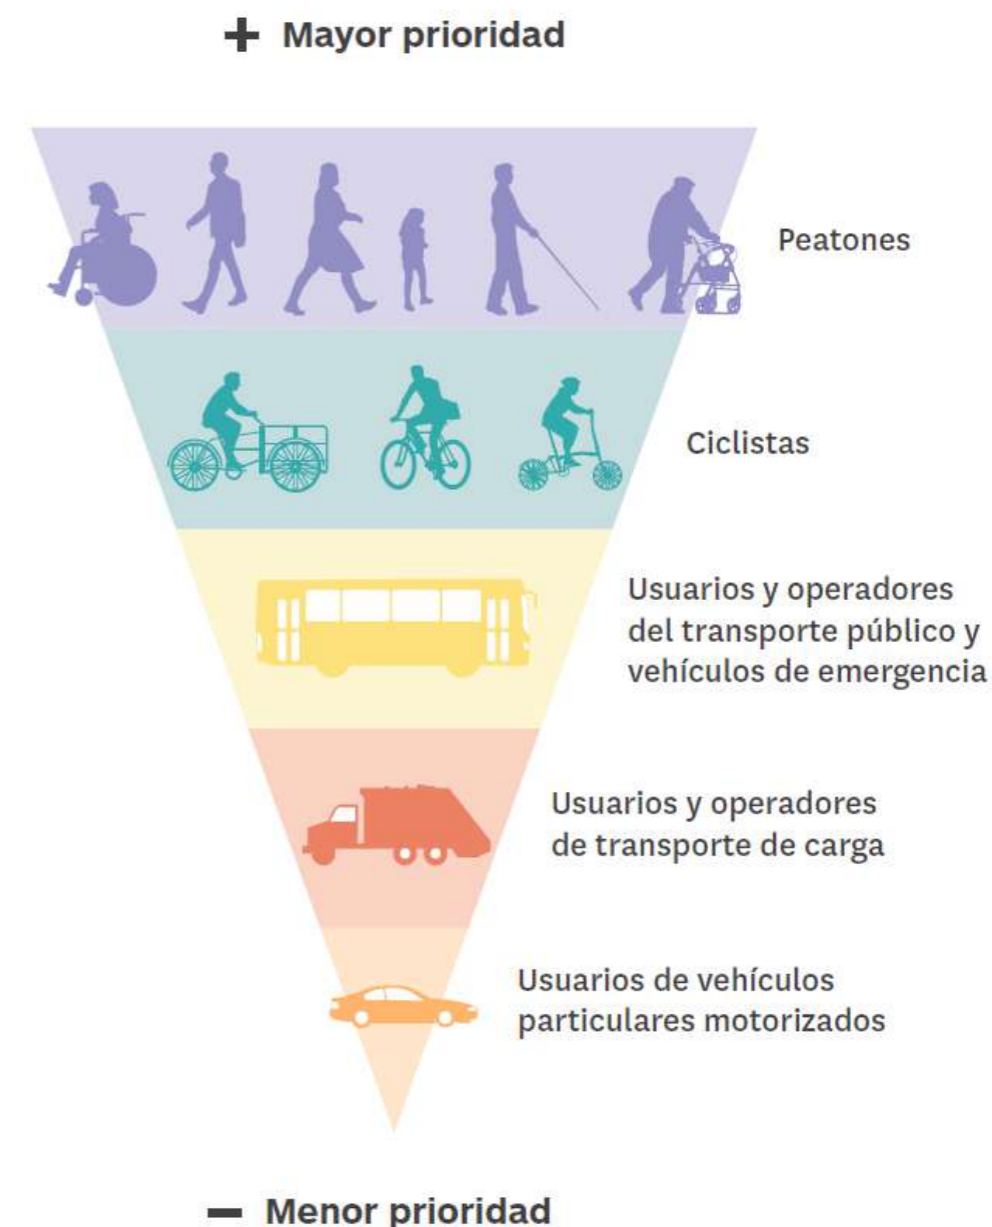 + Mayor prioridad
Peatones
Ciclistas
Usuarios y operadores
del transporte público y
vehículos de emergencia
Usuarios y operadores
de transporte de carga
Usuarios de vehículos
particulares motorizados
− Menor prioridad